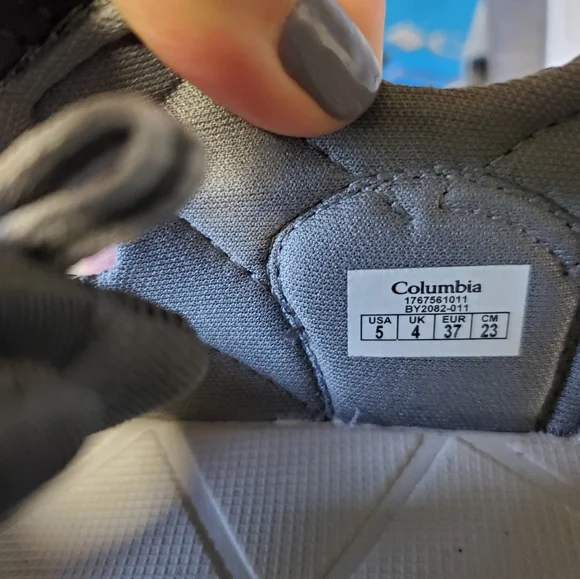 Columbia
1767561011
BY2082-011
USA UK EUR CM
5 4 37 23